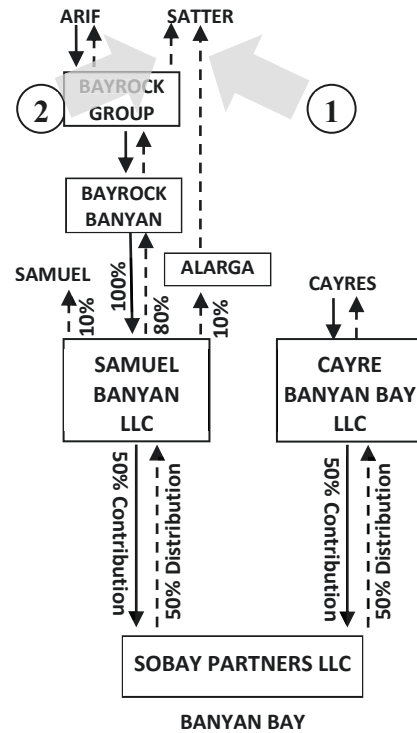 ARIF
SATTER
BAYROCK
GROUP
2
1
BAYROCK
BANYAN
SAMUEL
10%
100%
80%
ALARGA
10%
CAYRES
SAMUEL
BANYAN
LLC
CAYRE
BANYAN BAY
LLC
50% Contribution
50% Distribution
50% Contribution
50% Distribution
SOBAY PARTNERS LLC
BANYAN BAY